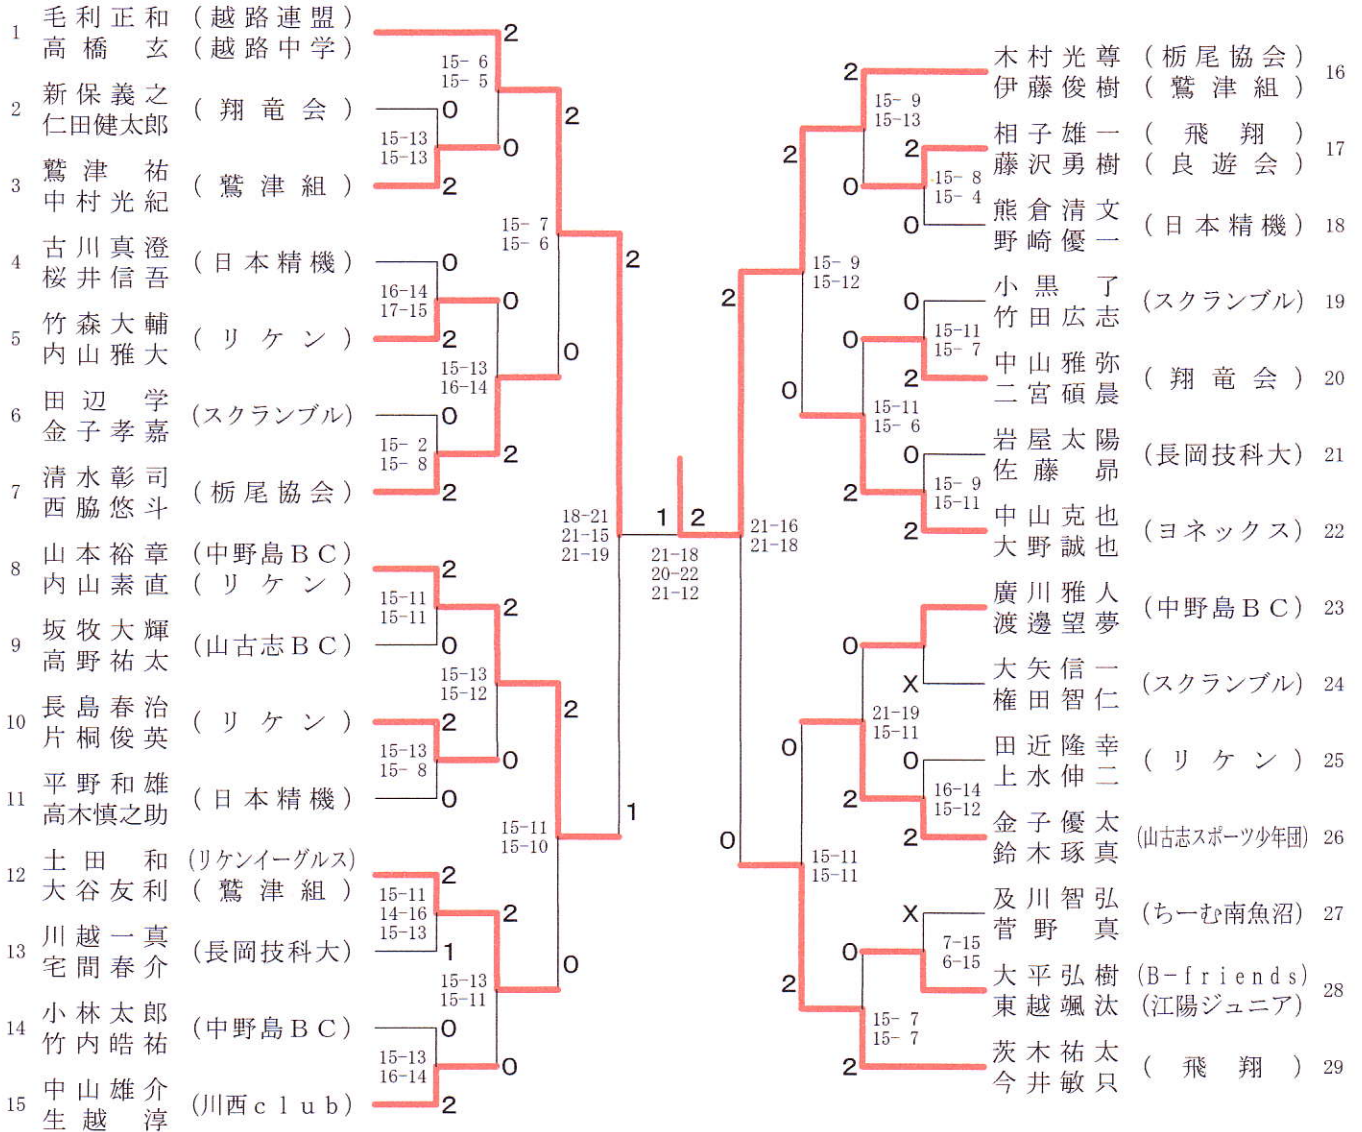 1 毛利正和 (越路連盟)
高橋 玄 (越路中学)
2 新保義之 (翔竜会)
仁田健太郎
3 鷲津 祐 (鷲津組)
中村光紀
4 古川真澄 (日本精機)
桜井信吾
5 竹森大輔 (リケン)
内山雅大
6 田辺 学 (スクランブル)
金子孝嘉
7 清水彰司 (栃尾協会)
西脇悠斗
8 山本裕章 (中野島BC)
内山素直 (リケン)
9 坂牧大輝 (山古志BC)
高野祐太
10 長島春治 (リケン)
片桐俊英
11 平野和雄 (日本精機)
高木慎之助
12 土田 和 (リケンイーグルス)
大谷友利 (鷲津組)
13 川越一真 (長岡技科大)
宅間春介
14 小林太郎 (中野島BC)
竹内皓祐
15 中山雄介 (川西club)
生越 淳
15-13
15-13
16-14
17-15
15- 2
15- 8
15-11
15-11
15-13
15- 8
15-11
14-16
15-13
15-13
16-14
0
2
0
2
0
2
2
0
2
0
2
1
0
2
15- 6
15- 5
15-13
16-14
15-13
15-12
15-13
15-11
2
0
0
2
2
0
2
0
15- 7
15- 6
15-11
15-10
2
0
2
0
18-21
21-15
21-19
2
1
1 2
21-18
20-22
21-12
21-16
21-18
2
0
15- 9
15-12
15-11
15-11
2
0
0
2
15- 9
15-13
15-11
15- 6
21-19
15-11
15- 7
15- 7
2
0
0
2
0
2
0
2
15- 8
15- 4
15-11
15- 7
15- 9
15-11
16-14
15-12
7-15
6-15
2
0
0
2
0
2
X
0
2
X
木村光尊 (栃尾協会) 16
伊藤俊樹 (鷲津組)
相子雄一 (飛翔) 17
藤沢勇樹 (良遊会)
熊倉清文 (日本精機) 18
野崎優一
小黒 了 (スクランブル) 19
竹田広志
中山雅弥 (翔竜会) 20
二宮碩晨
岩屋太陽 (長岡技科大) 21
佐藤 昴
中山克也 (ヨネックス) 22
大野誠也
廣川雅人 (中野島BC) 23
渡邊望夢
大矢信一 (スクランブル) 24
権田智仁
田近隆幸 (リケン) 25
上水伸二
金子優太 (山古志スポーツ少年団) 26
鈴木琢真
及川智弘 (ちーむ南魚沼) 27
菅野 真
大平弘樹 (B-friends) 28
東越颯汰 (江陽ジュニア)
茨木祐太 (飛翔) 29
今井敏只